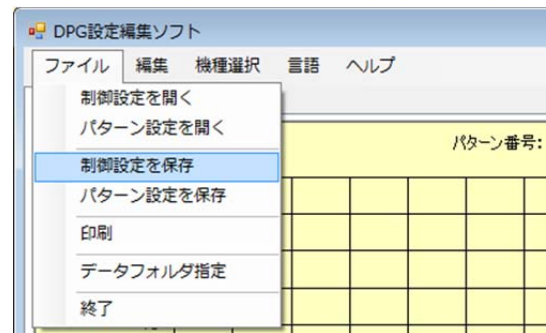 DPG設定編集ソフト
ファイル 編集 機種選択 言語 ヘルプ
制御設定を開く
パターン設定を開く
パターン番号:
制御設定を保存
パターン設定を保存
印刷
データフォルダ指定
終了